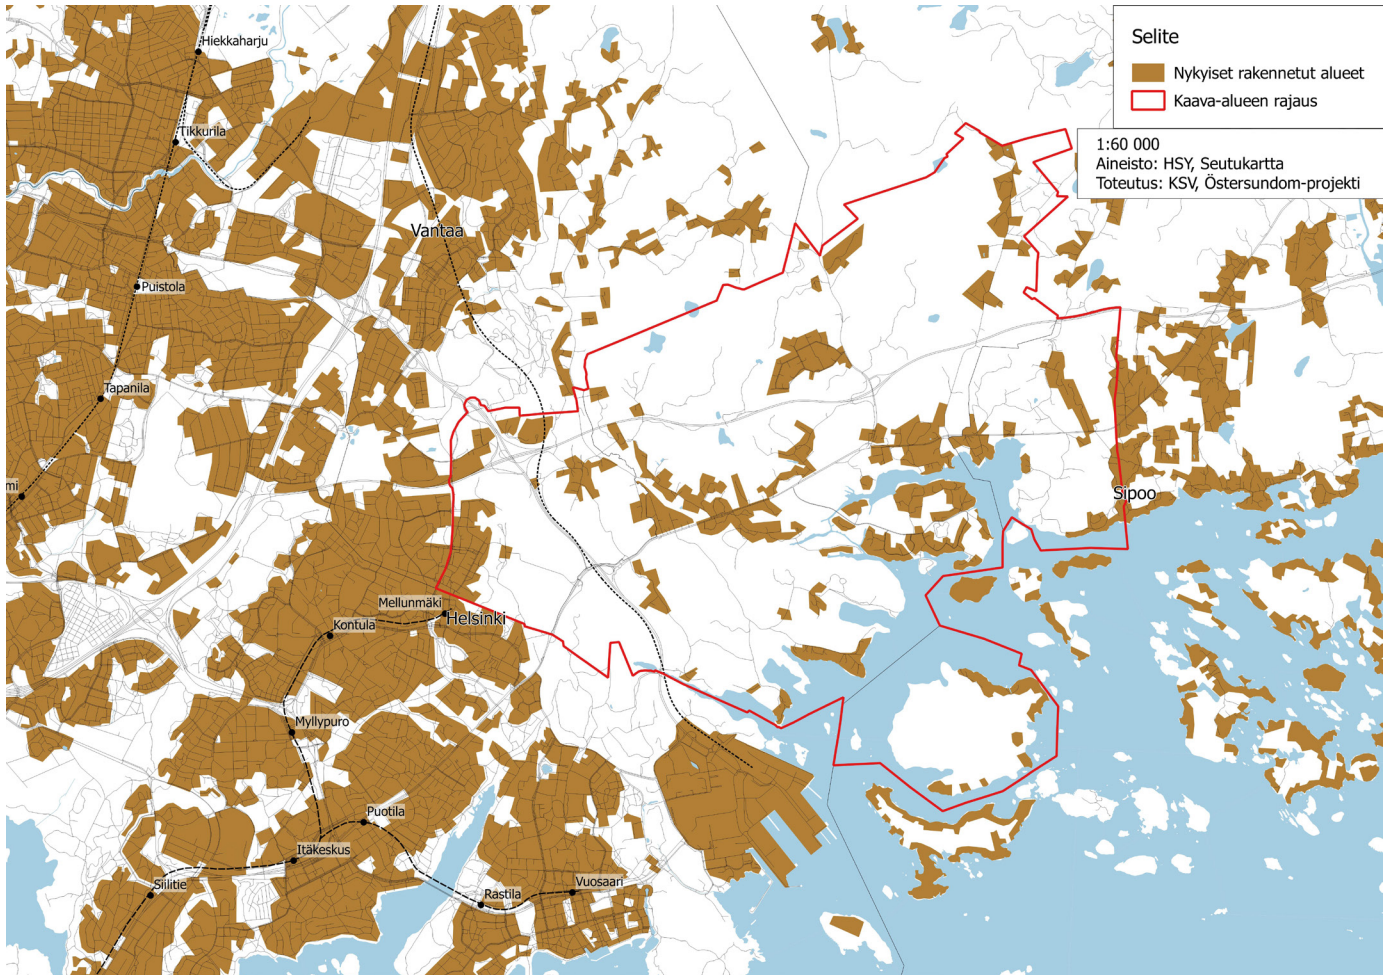 Selite
Nykyiset rakennetut alueet
Kaava-alueen rajaus
1:60 000
Aineisto: HSY, Seutukartta
Toteutus: KSV, Östersundom-projekti
Hiekkaharju
Tikkurila
Vantaa
Puistola
Tapanila
mi
Sipoo
Mellunmäki
Helsinki
Kontula
Myllypuro
Puotila
Itäkeskus
Siilitie
Rastila
Vuosaari